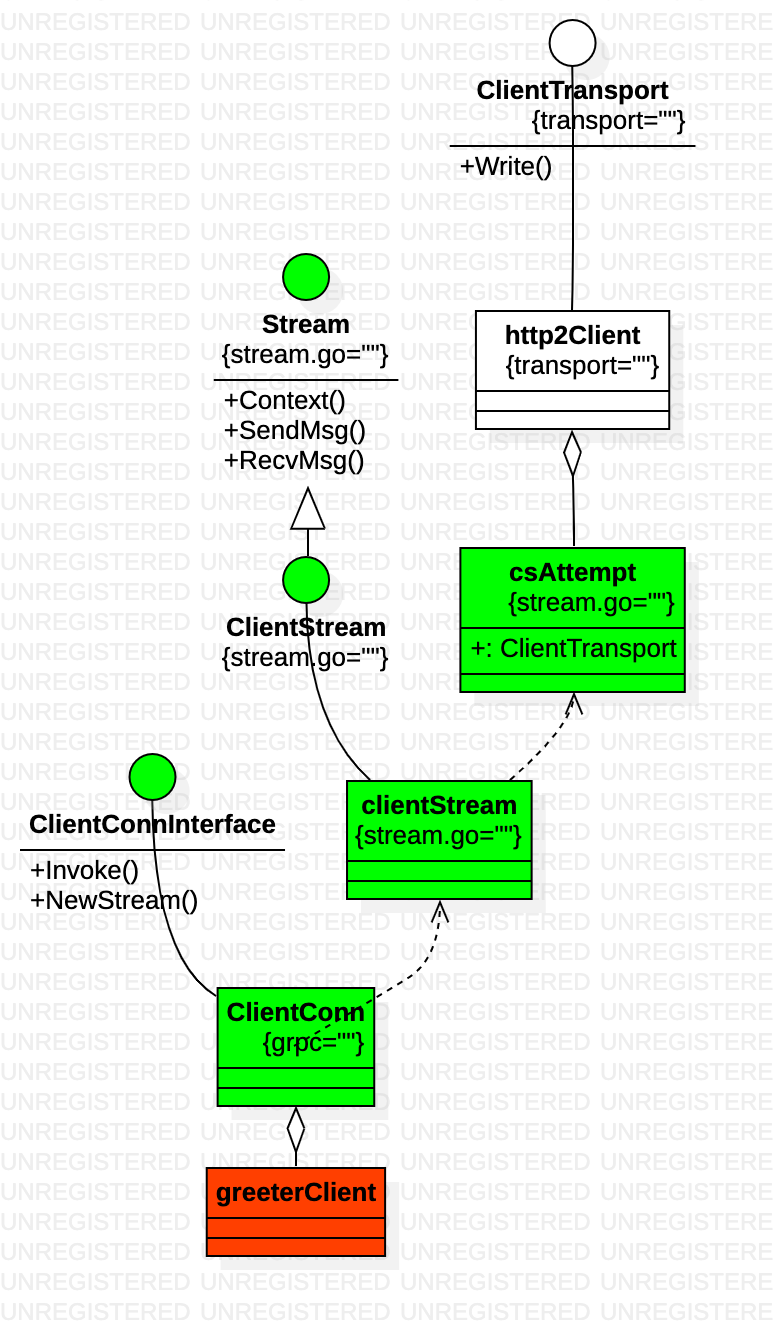 ClientTransport
{transport=""}
+Write()
Stream
{stream.go=""}
+Context()
+SendMsg()
+RecvMsg()
http2Client
{transport=""}
csAttempt
{stream.go=""}
+: ClientTransport
ClientStream
{stream.go=""}
clientStream
{stream.go=""}
ClientConnInterface
+Invoke()
+NewStream()
ClientConn
{grpc=""}
greeterClient
UNREGISTERED